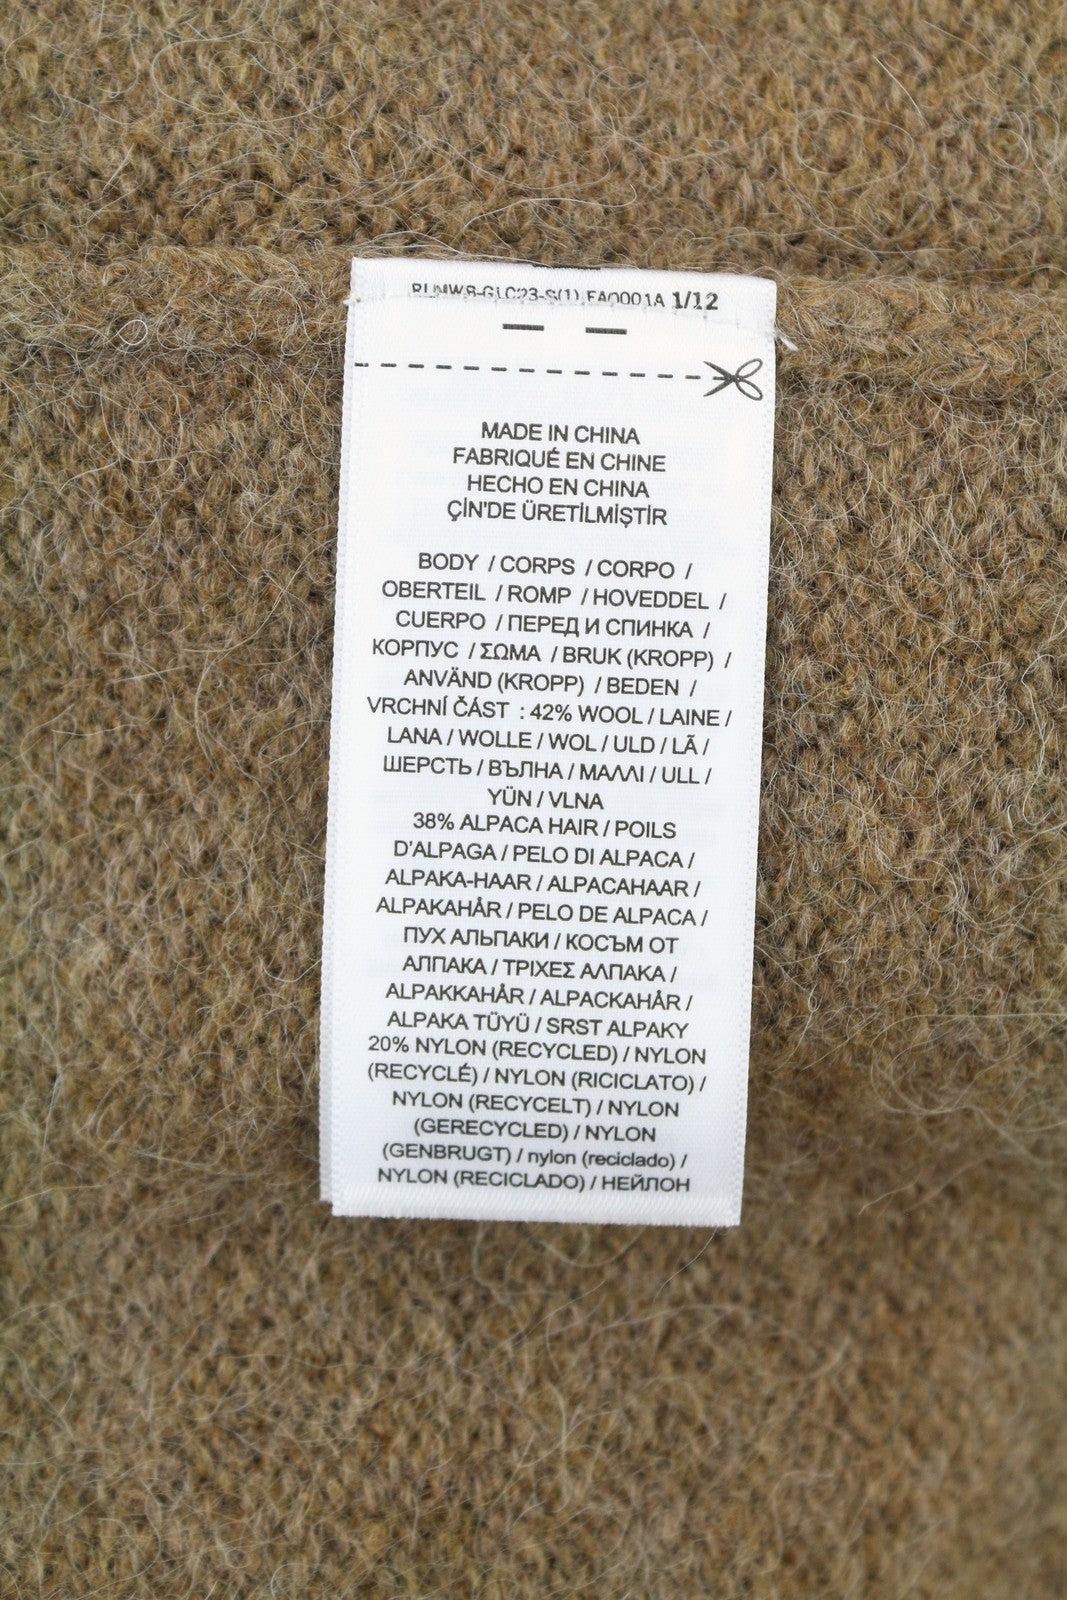 RLMWB-GLC23-S(1),FA0001A 1/12
MADE IN CHINA
FABRIQUÉ EN CHINE
HECHO EN CHINA
ÇİN'DE ÜRETİLMİŞTİR
BODY / CORPS / CORPO /
OBERTEIL / ROMP / HOVEDDEL /
CUERPO / ПЕРЕД И СПИНКА /
КОРПУС / ΣΩΜΑ / BRUK (KROPP) /
ANVÄND (KROPP) / BEDEN /
VRCHNÍ ČÁST : 42% WOOL / LAINE /
LANA / WOLLE / WOL / ULD / LÃ /
ШЕРСТЬ / ВЪЛНА / ΜΑΛΛΙ / ULL /
YÜN / VLNA
38% ALPACA HAIR / POILS
D'ALPAGA / PELO DI ALPACA /
ALPAKA-HAAR / ALPACAHAAR /
ALPAKAHÅR / PELO DE ALPACA /
ПУХ АЛЬПАКИ / КОСЪМ ОТ
АЛПАКА / ΤΡΙΧΕΣ ΑΛΠΑΚΑ /
ALPAKKAHÅR / ALPACKAHÅR /
ALPAKA TÜYÜ / SRST ALPAKY
20% NYLON (RECYCLED) / NYLON
(RECYCLÉ) / NYLON (RICICLATO) /
NYLON (RECYCELT) / NYLON
(GERECYCLED) / NYLON
(GENBRUGT) / nylon (reciclado) /
NYLON (RECICLADO) / НЕЙЛОН